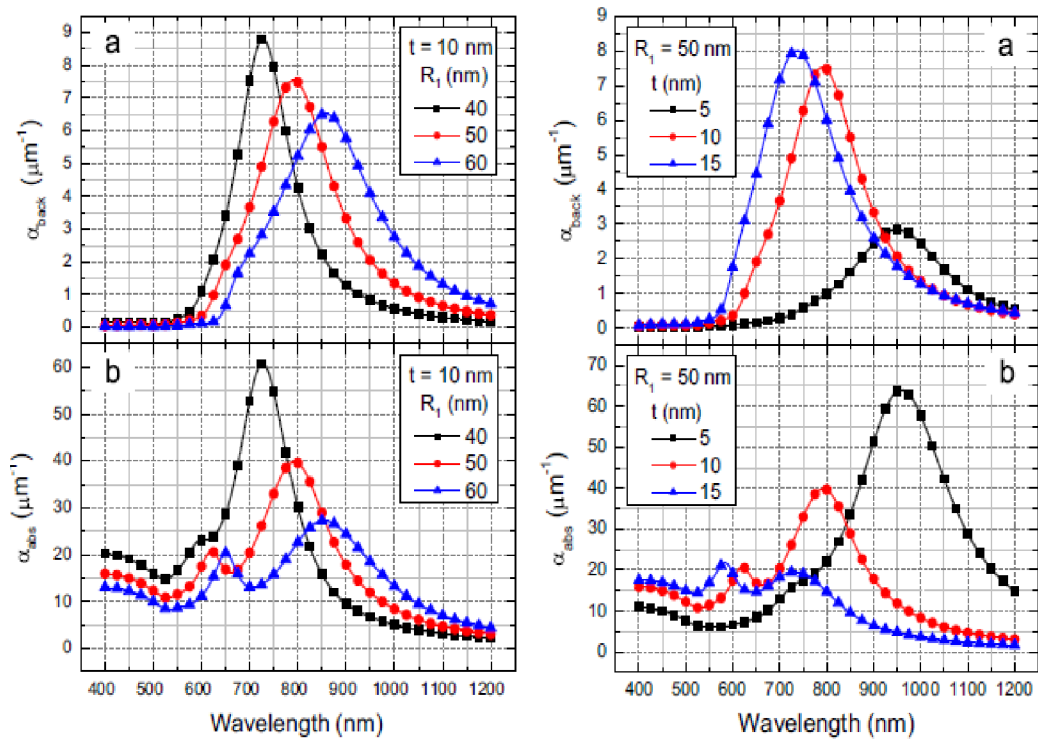 a
t = 10 nm
R1 (nm)
40
50
60
αback (μm-1)
9
8
7
6
5
4
3
2
1
0
b
t = 10 nm
R1 (nm)
40
50
60
αabs (μm-1)
60
50
40
30
20
10
0
400 500 600 700 800 900 1000 1100 1200
Wavelength (nm)
a
R1 = 50 nm
t (nm)
5
10
15
αback (μm-1)
9
8
7
6
5
4
3
2
1
0
b
R1 = 50 nm
t (nm)
5
10
15
αabs (μm-1)
70
60
50
40
30
20
10
0
400 500 600 700 800 900 1000 1100 1200
Wavelength (nm)